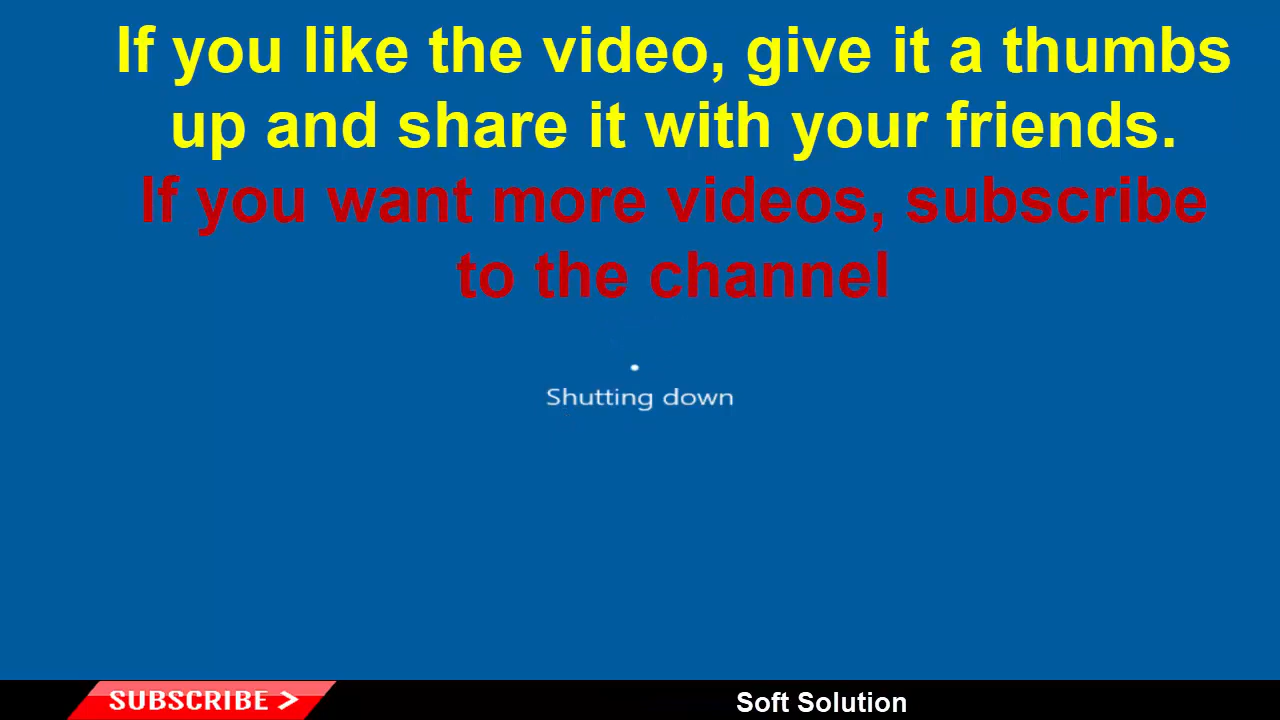 If you like the video, give it a thumbs
up and share it with your friends.
If you want more videos, subscribe
to the channel
Shutting down
SUBSCRIBE >
Soft Solution